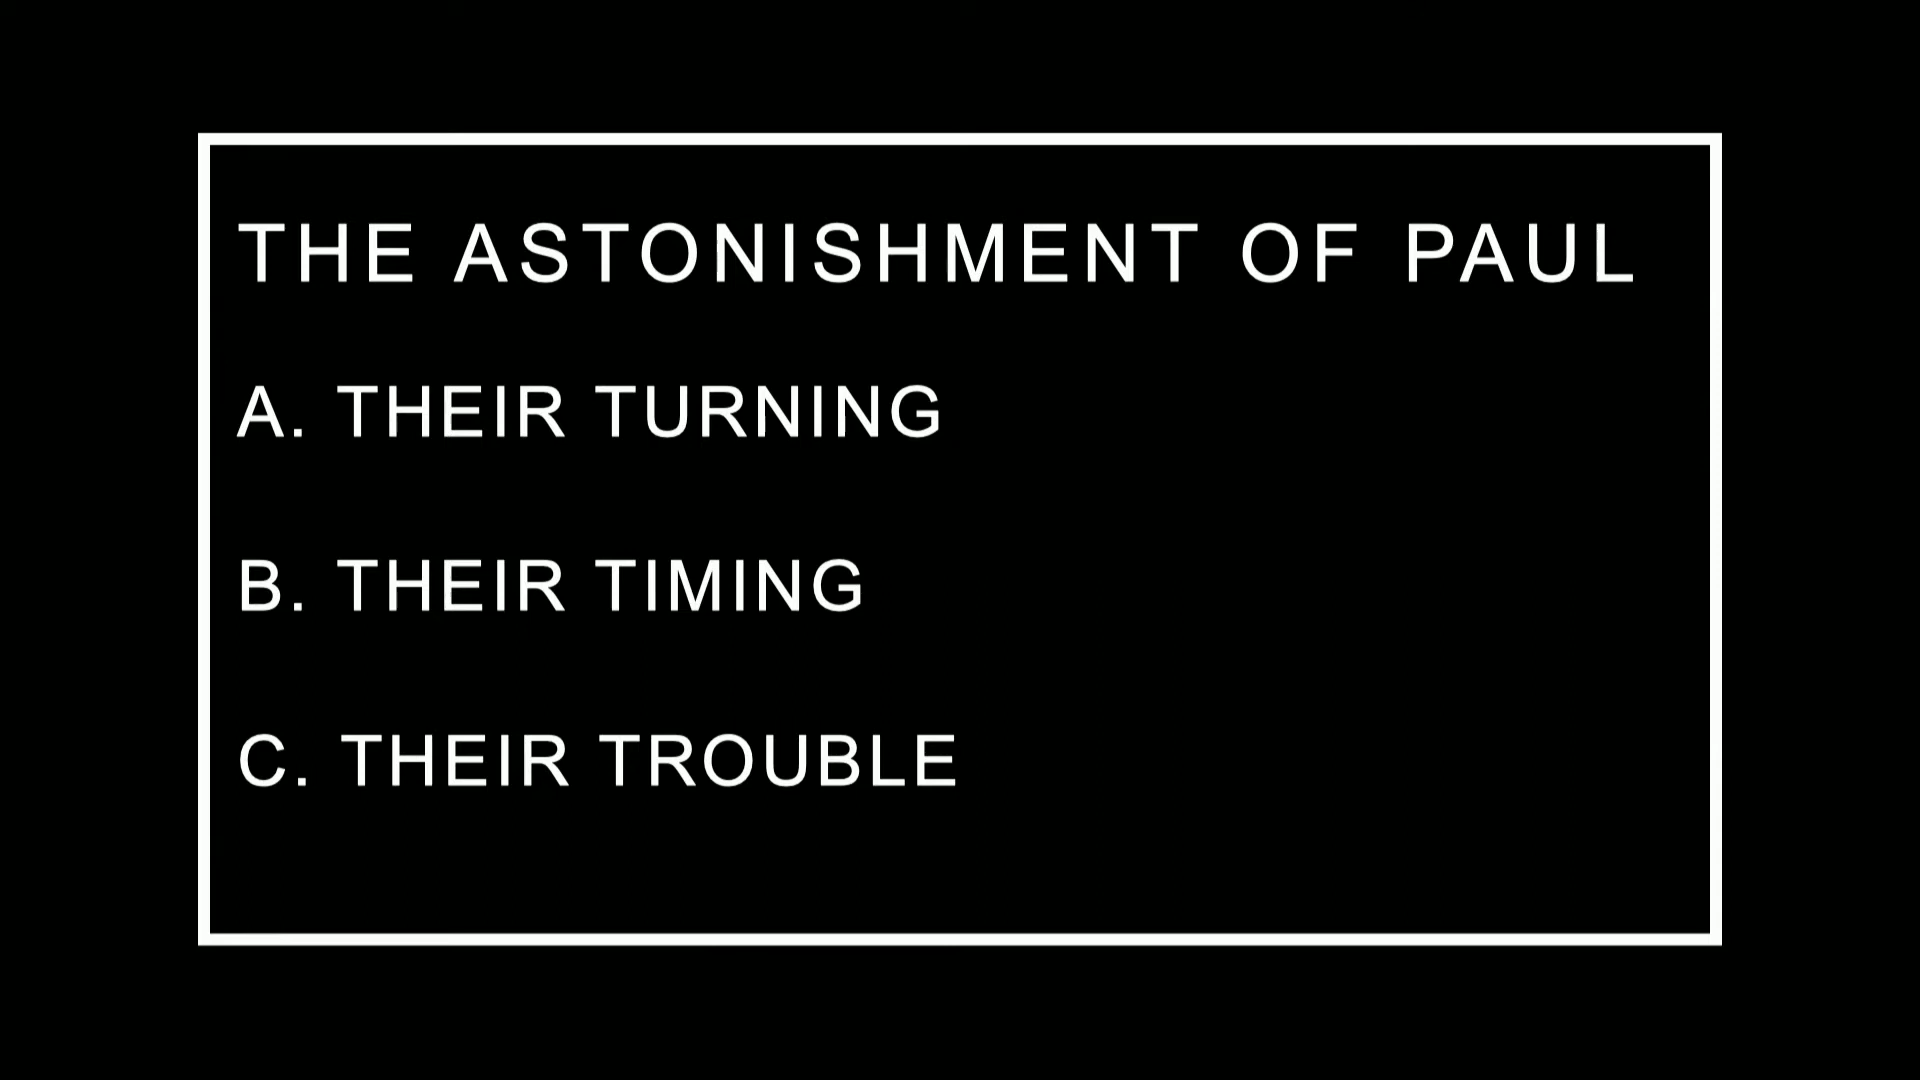 THE ASTONISHMENT OF PAUL
A. THEIR TURNING
B. THEIR TIMING
C. THEIR TROUBLE